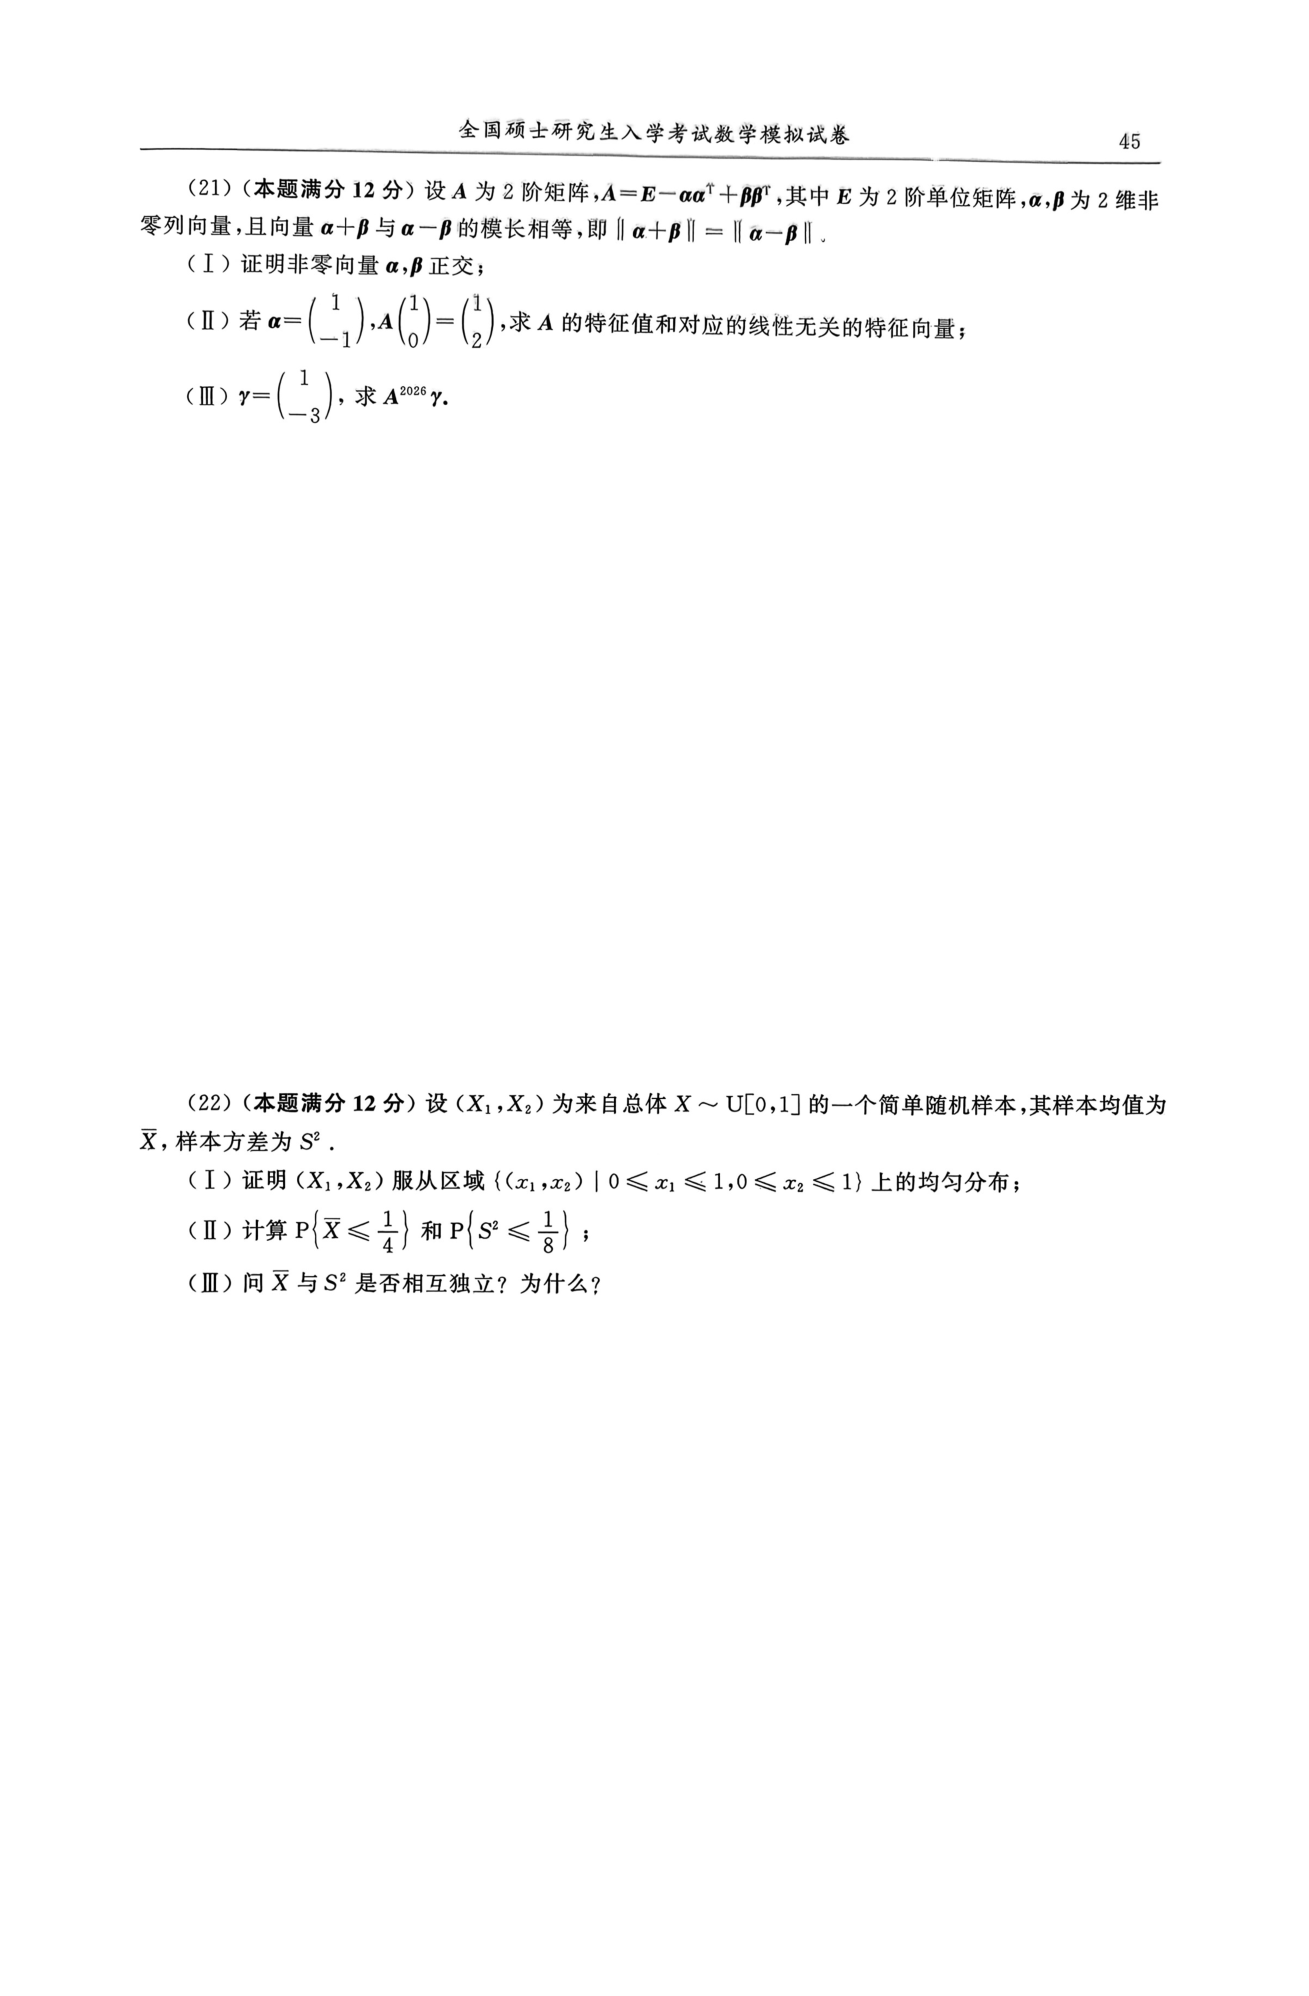 全国硕士研究生入学考试数学模拟试卷 45
(21)(本题满分 12 分)设 A 为 2 阶矩阵,A=E-αα^T+ββ^T,其中 E 为 2 阶单位矩阵,α,β 为 2 维非
零列向量,且向量 α+β 与 α-β 的模长相等,即‖α+β‖=‖α-β‖.
(Ⅰ)证明非零向量 α,β 正交;
(Ⅱ)若 α=(1 -1),A(1 0)=(1 2),求 A 的特征值和对应的线性无关的特征向量;
(Ⅲ)γ=(1 -3), 求 A^2026 γ.
(22)(本题满分 12 分)设(X₁,X₂)为来自总体 X ~ U[0,1]的一个简单随机样本,其样本均值为
X̄,样本方差为 S².
(Ⅰ)证明(X₁,X₂)服从区域{(x₁,x₂)|0≤x₁≤1,0≤x₂≤1}上的均匀分布;
(Ⅱ)计算 P{X̄≤1/4} 和 P{S²≤1/8};
(Ⅲ)问 X̄ 与 S² 是否相互独立? 为什么?